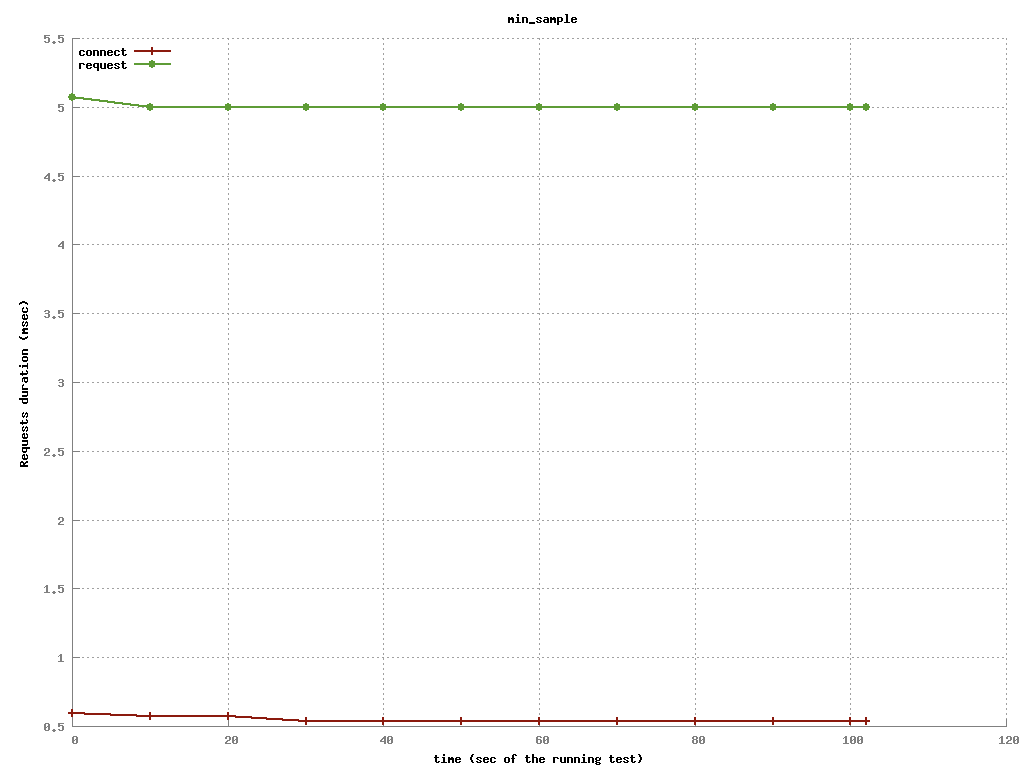 min_sample
5.5
connect
request
5
4.5
4
3.5
3
2.5
2
1.5
1
0.5
Requests duration (msec)
0 20 40 60 80 100 120
time (sec of the running test)